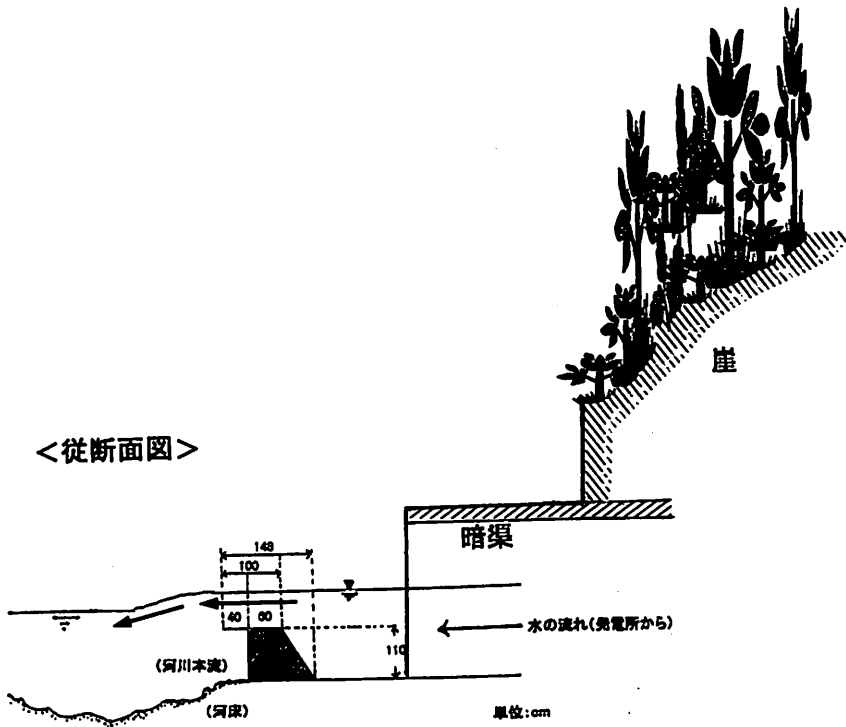 崖
<従断面図>
暗渠
148
100
40 60
110
水の流れ(発電所から)
(河川本流)
(河床)
単位:cm